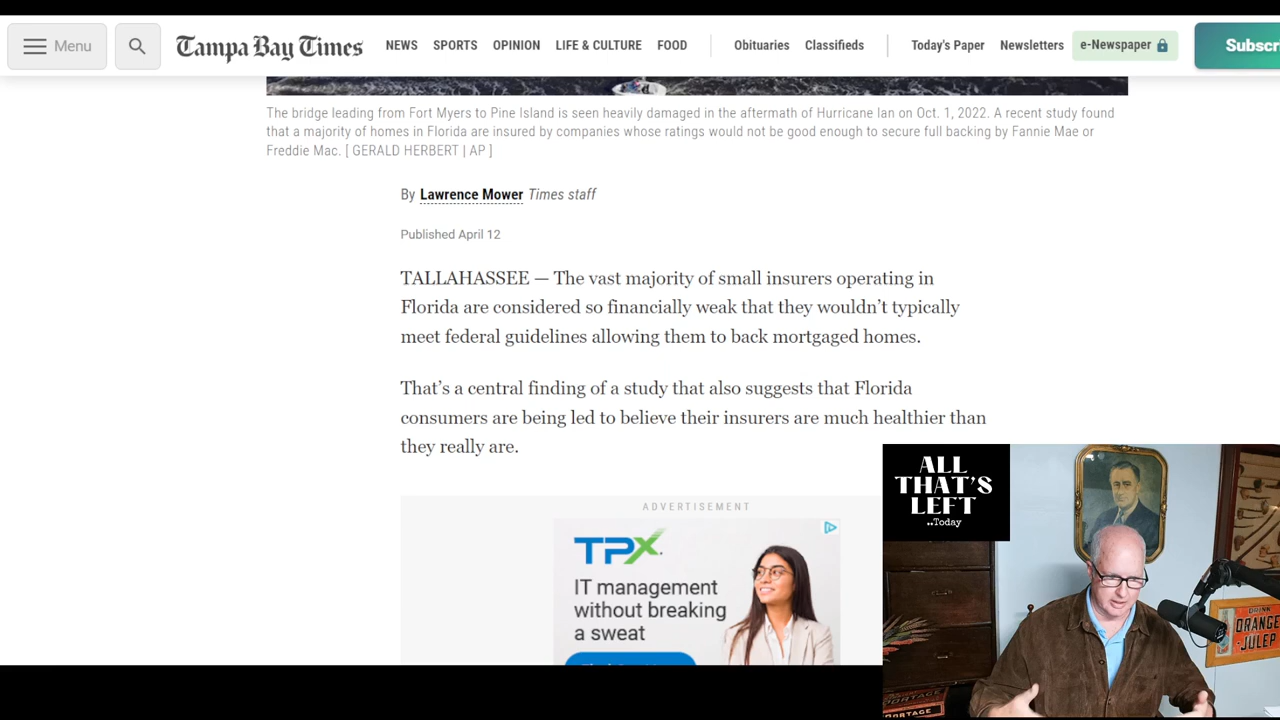 Menu
Tampa Bay Times
NEWS SPORTS OPINION LIFE & CULTURE FOOD Obituaries Classifieds Today's Paper Newsletters e-Newspaper
The bridge leading from Fort Myers to Pine Island is seen heavily damaged in the aftermath of Hurricane Ian on Oct. 1, 2022. A recent study found
that a majority of homes in Florida are insured by companies whose ratings would not be good enough to secure full backing by Fannie Mae or
Freddie Mac. [ GERALD HERBERT | AP ]
By Lawrence Mower Times staff
Published April 12
TALLAHASSEE — The vast majority of small insurers operating in
Florida are considered so financially weak that they wouldn’t typically
meet federal guidelines allowing them to back mortgaged homes.
That’s a central finding of a study that also suggests that Florida
consumers are being led to believe their insurers are much healthier than
they really are.
ADVERTISEMENT
TPX.
IT management
without breaking
a sweat
ALL
THAT'S
LEFT
..Today
DRINK
ORANGE
JULEP
PORTAGE